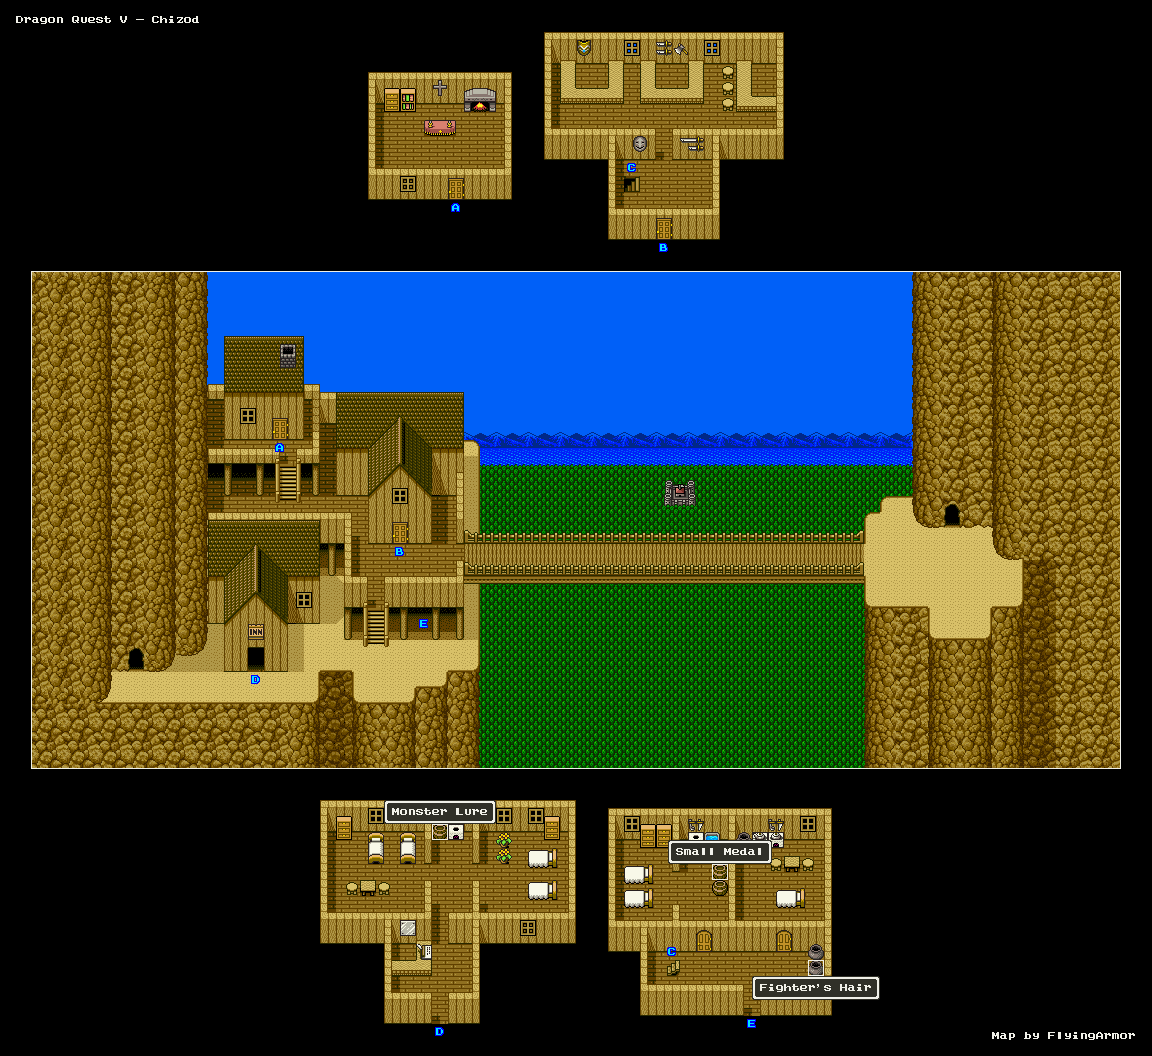 Dragon Quest V – Chizod
C
A
B
A
B
E
INN
D
Monster Lure
Small Medal
C
Fighter's Hair
D
E
Map by FlyingArmor